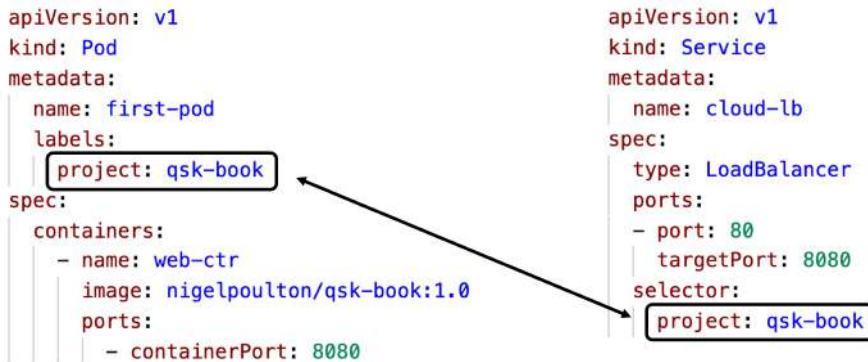 apiVersion: v1
kind: Pod
metadata:
  name: first-pod
  labels:
    project: qsk-book
spec:
  containers:
    - name: web-ctr
      image: nigelpoulton/qsk-book:1.0
      ports:
        - containerPort: 8080
apiVersion: v1
kind: Service
metadata:
  name: cloud-lb
spec:
  type: LoadBalancer
  ports:
  - port: 80
    targetPort: 8080
  selector:
    project: qsk-book